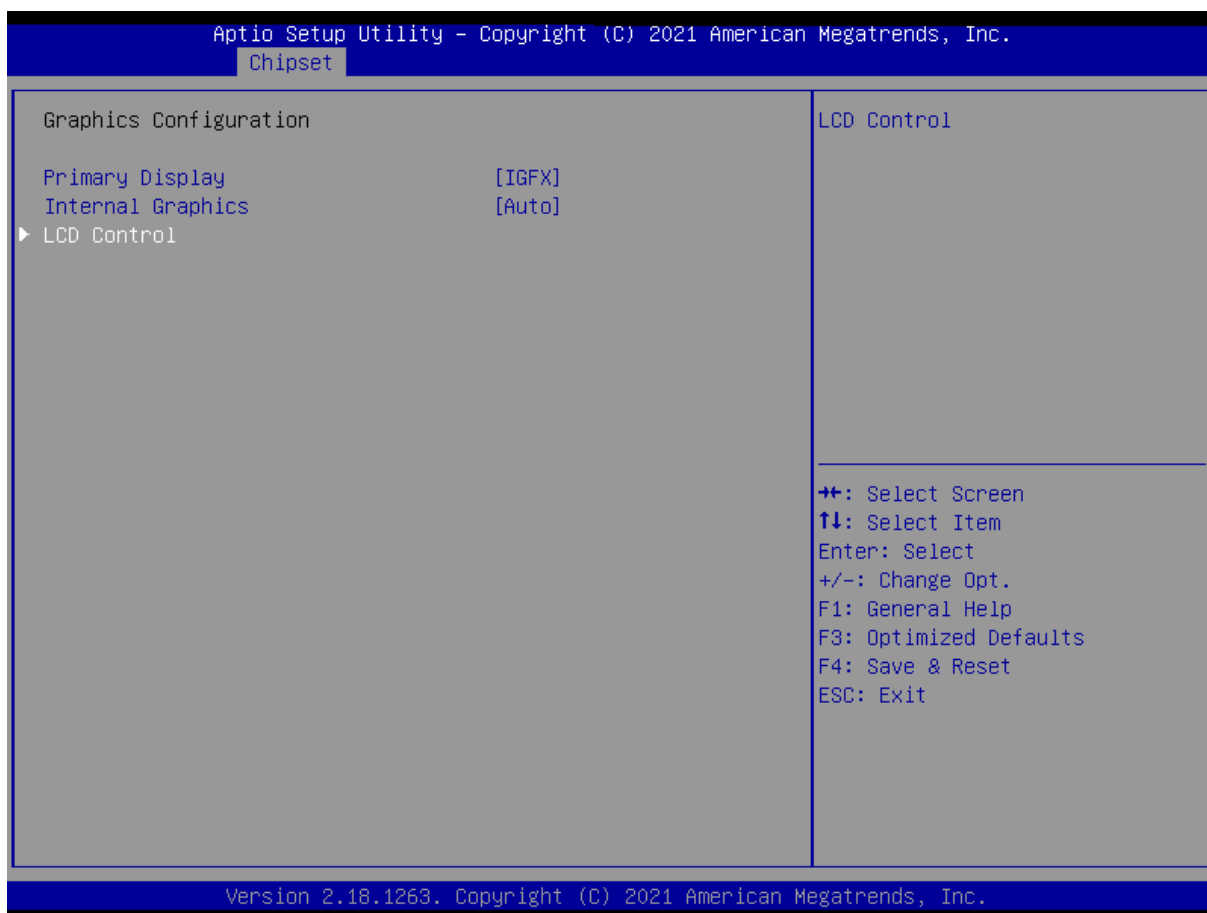 Aptio Setup Utility – Copyright (C) 2021 American Megatrends, Inc.
Chipset
Graphics Configuration
Primary Display [IGFX]
Internal Graphics [Auto]
▶ LCD Control
LCD Control
→←: Select Screen
↑↓: Select Item
Enter: Select
+/-: Change Opt.
F1: General Help
F3: Optimized Defaults
F4: Save & Reset
ESC: Exit
Version 2.18.1263. Copyright (C) 2021 American Megatrends, Inc.